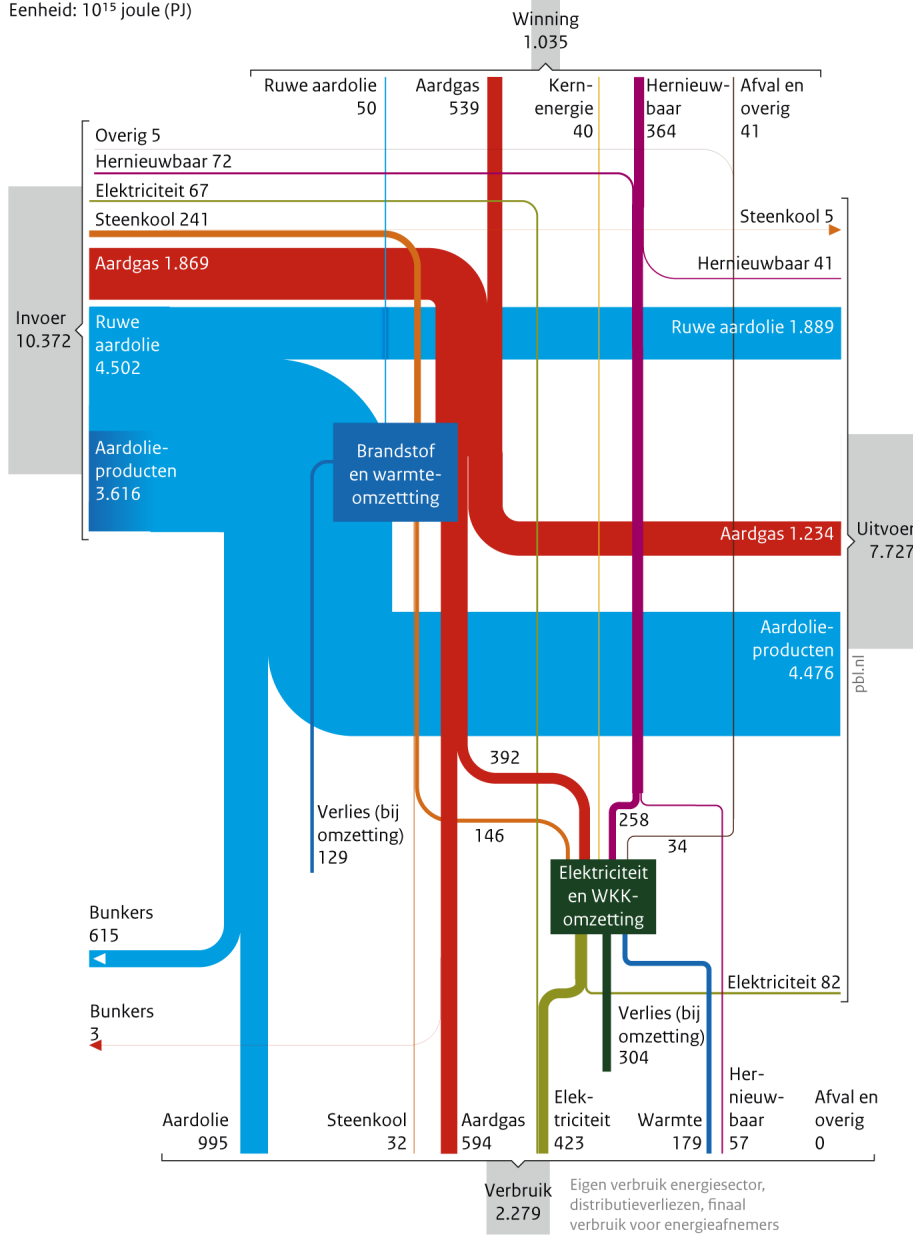 Eenheid: 10¹⁵ joule (PJ)
Winning
1.035
Ruwe aardolie
50
Aardgas
539
Kern-
energie
40
Hernieuw-
baar
364
Afval en
overig
41
Overig 5
Hernieuwbaar 72
Elektriciteit 67
Steenkool 241
Aardgas 1.869
Invoer
10.372
Ruwe
aardolie
4.502
Aardolie-
producten
3.616
Steenkool 5
Hernieuwbaar 41
Ruwe aardolie 1.889
Brandstof
en warmte-
omzettting
Aardgas 1.234
Uitvoer
7.727
Aardolie-
producten
4.476
pbl.nl
392
Verlies (bij
omzetting)
129
146
258
34
Elektriciteit
en WKK-
omzetting
Bunkers
615
Elektriciteit 82
Bunkers
3
Verlies (bij
omzetting)
304
Aardolie
995
Steenkool
32
Aardgas
594
Elek-
triciteit
423
Warmte
179
Her-
nieuw-
baar
57
Afval en
overig
0
Verbruik
2.279
Eigen verbruik energiesector,
distributieverliezen, finaal
verbruik voor energieafnemers